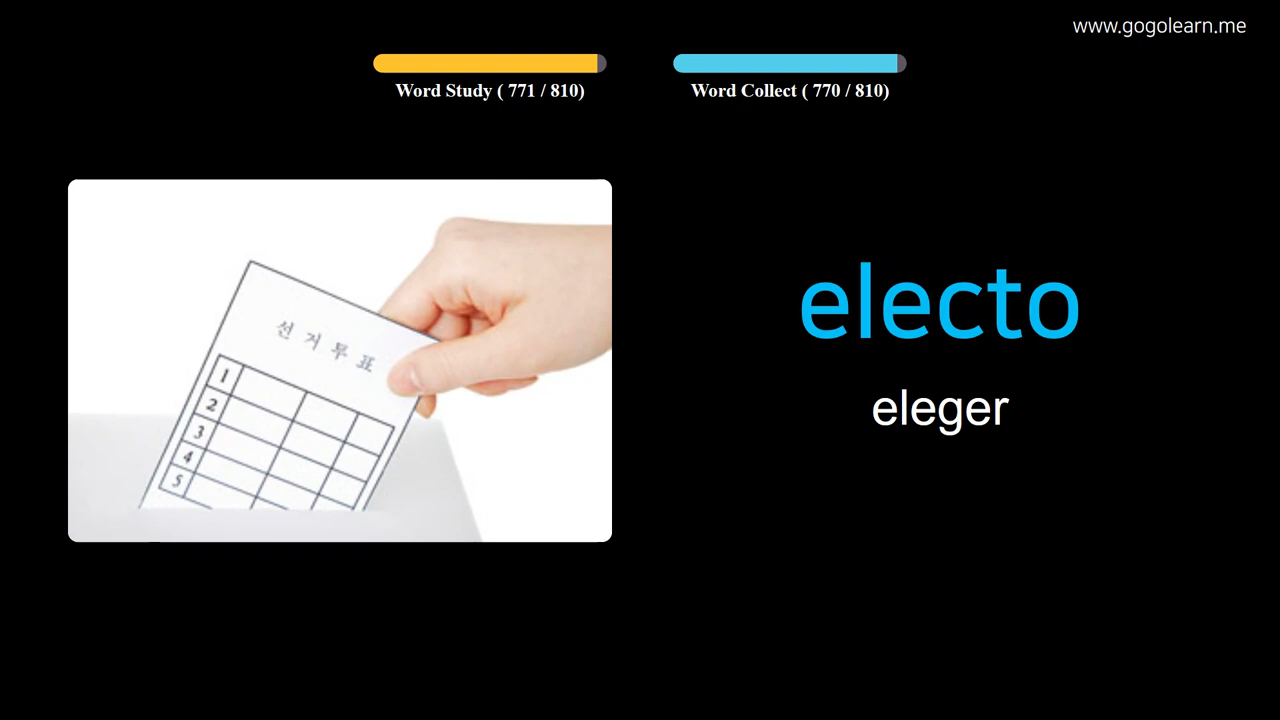 www.gogolearn.me
Word Study ( 771 / 810)
Word Collect ( 770 / 810)
선거투표
1
2
3
4
5
electo
eleger